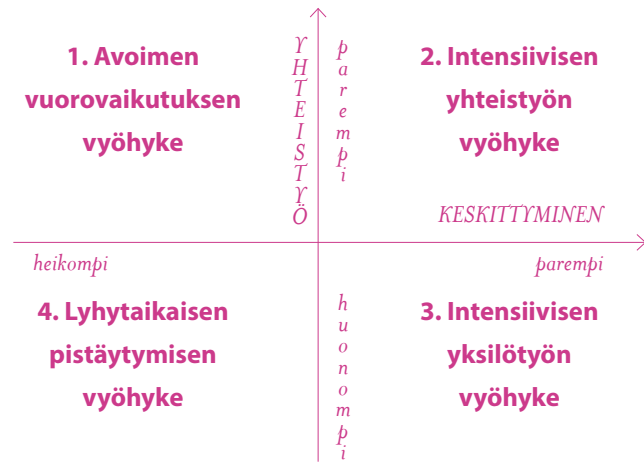 1. Avoimen
vuorovaikutuksen
vyöhyke
YHTEISTYÖ
parempi
2. Intensiivisen
yhteistyön
vyöhyke
KESKITTYMINEN
heikompi
parempi
4. Lyhytaikaisen
pistäytymisen
vyöhyke
huonompi
3. Intensiivisen
yksilötyön
vyöhyke